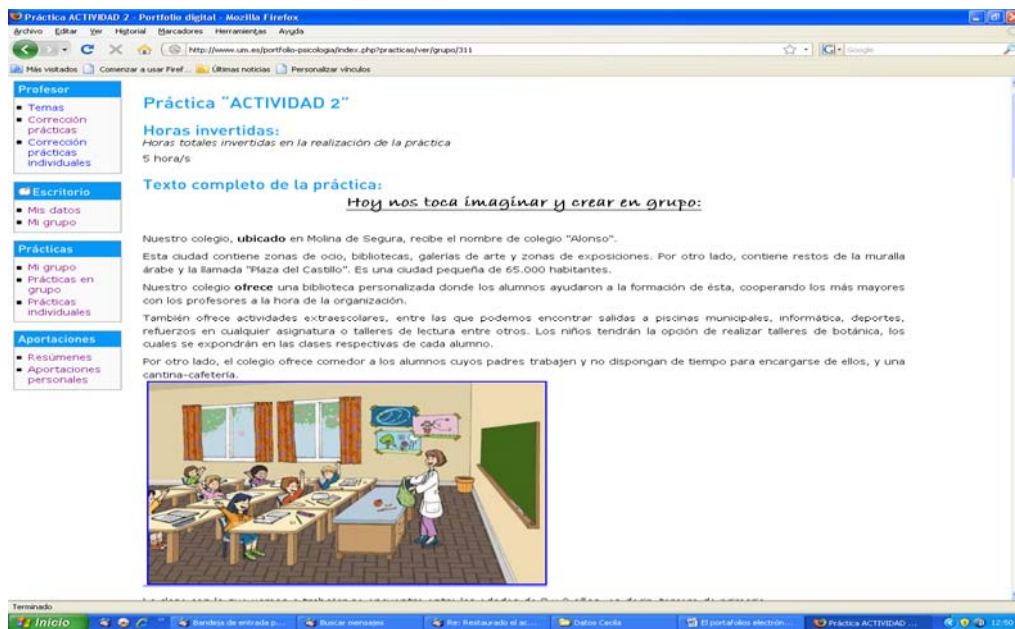 Práctica ACTIVIDAD 2 - Portfolio digital - Mozilla Firefox
Archivo Editar Ver Historial Marcadores Herramientas Ayuda
http://www.um.es/portfolio-psicologia/index.php?practicas/ver/grupo/311
Google
Más visitados Comenzar a usar Firef... Últimas noticias Personalizar vínculos
Profesor
Temas
Corrección
prácticas
Corrección
prácticas
individuales
Escritorio
Mis datos
Mi grupo
Prácticas
Mi grupo
Prácticas en
grupo
Prácticas
individuales
Aportaciones
Resúmenes
Aportaciones
personales
Práctica "ACTIVIDAD 2"
Horas invertidas:
Horas totales invertidas en la realización de la práctica
5 hora/s
Texto completo de la práctica:
Hoy nos toca imaginar y crear en grupo:
Nuestro colegio, ubicado en Molina de Segura, recibe el nombre de colegio "Alonso".
Esta ciudad contiene zonas de ocio, bibliotecas, galerías de arte y zonas de exposiciones. Por otro lado, contiene restos de la muralla
árabe y la llamada "Plaza del Castillo". Es una ciudad pequeña de 65.000 habitantes.
Nuestro colegio ofrece una biblioteca personalizada donde los alumnos ayudaron a la formación de ésta, cooperando los más mayores
con los profesores a la hora de la organización.
También ofrece actividades extraescolares, entre las que podemos encontrar salidas a piscinas municipales, informática, deportes,
refuerzos en cualquier asignatura o talleres de lectura entre otros. Los niños tendrán la opción de realizar talleres de botánica, los
cuales se expondrán en las clases respectivas de cada alumno.
Por otro lado, el colegio ofrece comedor a los alumnos cuyos padres trabajen y no dispongan de tiempo para encargarse de ellos, y una
cantina-cafetería.
Terminado
Inicio
Bandeja de entrada p...
Buscar mensajes
Re: Restaurado el ac...
Datos Cecilia
El portafolios electrón...
Práctica ACTIVIDAD ...
12:50